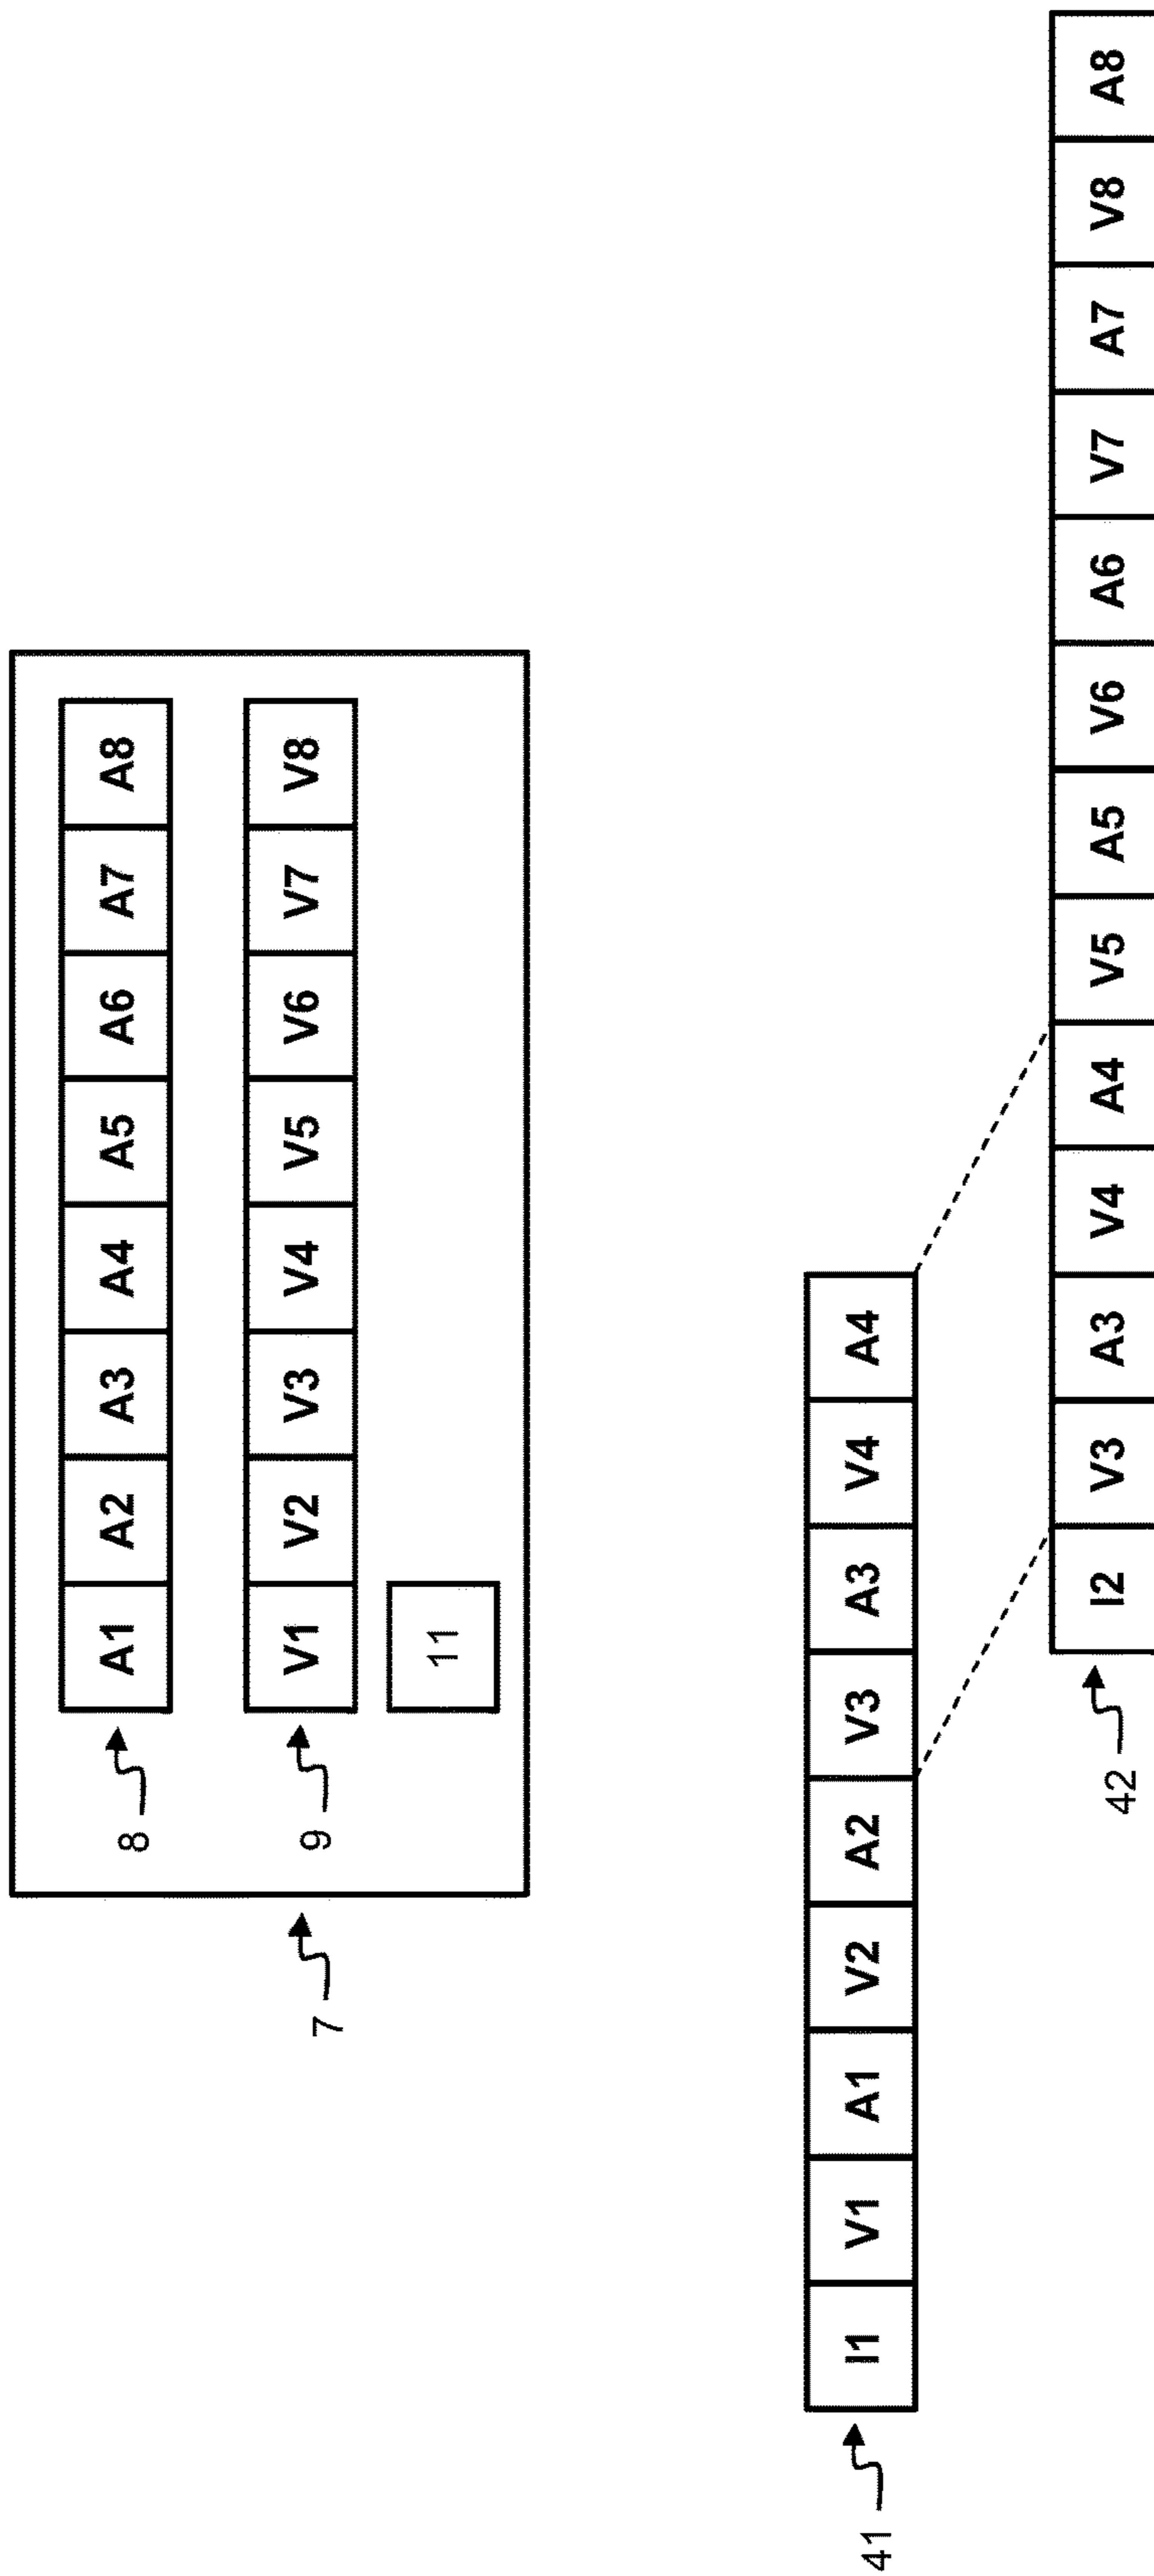 8 A1 A2 A3 A4 A5 A6 A7 A8
9 V1 V2 V3 V4 V5 V6 V7 V8
7
11
41 I1 V1 A1 V2 A2 V3 A3 V4 A4
42 I2 V3 A3 V4 A4 V5 A5 V6 A6 V7 A7 V8 A8